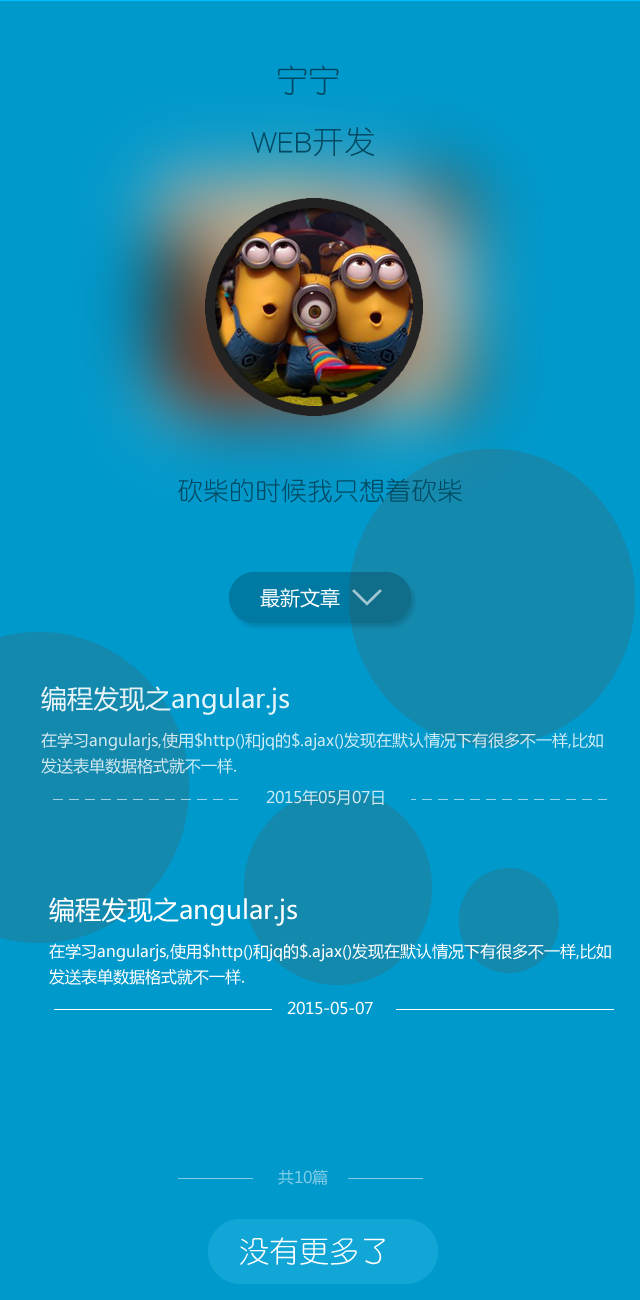 宁宁
WEB开发
砍柴的时候我只想着砍柴
最新文章
编程发现之angular.js
在学习angularjs,使用$http()和jq的$.ajax()发现在默认情况下有很多不一样,比如
发送表单数据格式就不一样.
2015年05月07日
编程发现之angular.js
在学习angularjs,使用$http()和jq的$.ajax()发现在默认情况下有很多不一样,比如
发送表单数据格式就不一样.
2015-05-07
共10篇
没有更多了